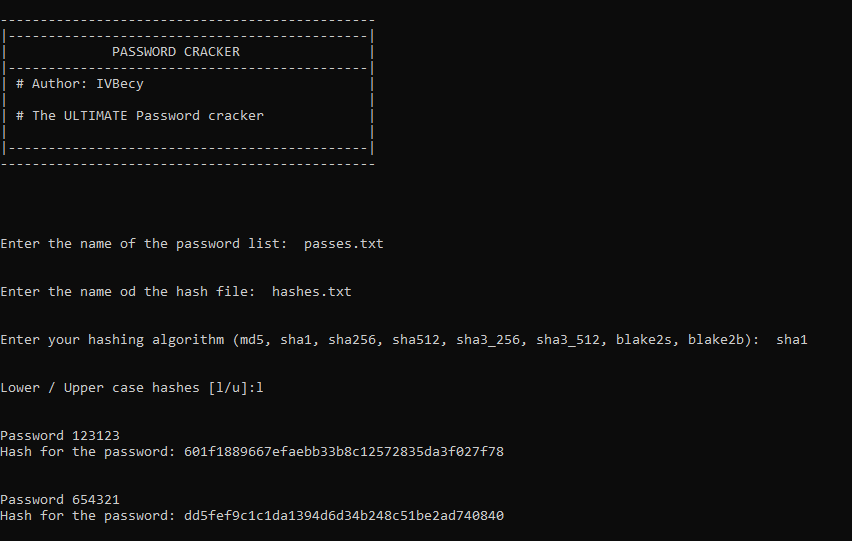 -----------------------------------------------
|---------------------------------------------|
|             PASSWORD CRACKER                |
|---------------------------------------------|
| # Author: IVBecy                            |
|                                             |
| # The ULTIMATE Password cracker             |
|                                             |
|---------------------------------------------|
-----------------------------------------------
Enter the name of the password list:  passes.txt
Enter the name od the hash file:  hashes.txt
Enter your hashing algorithm (md5, sha1, sha256, sha512, sha3_256, sha3_512, blake2s, blake2b):  sha1
Lower / Upper case hashes [l/u]:l
Password 123123
Hash for the password: 601f1889667efaebb33b8c12572835da3f027f78
Password 654321
Hash for the password: dd5fef9c1c1da1394d6d34b248c51be2ad740840